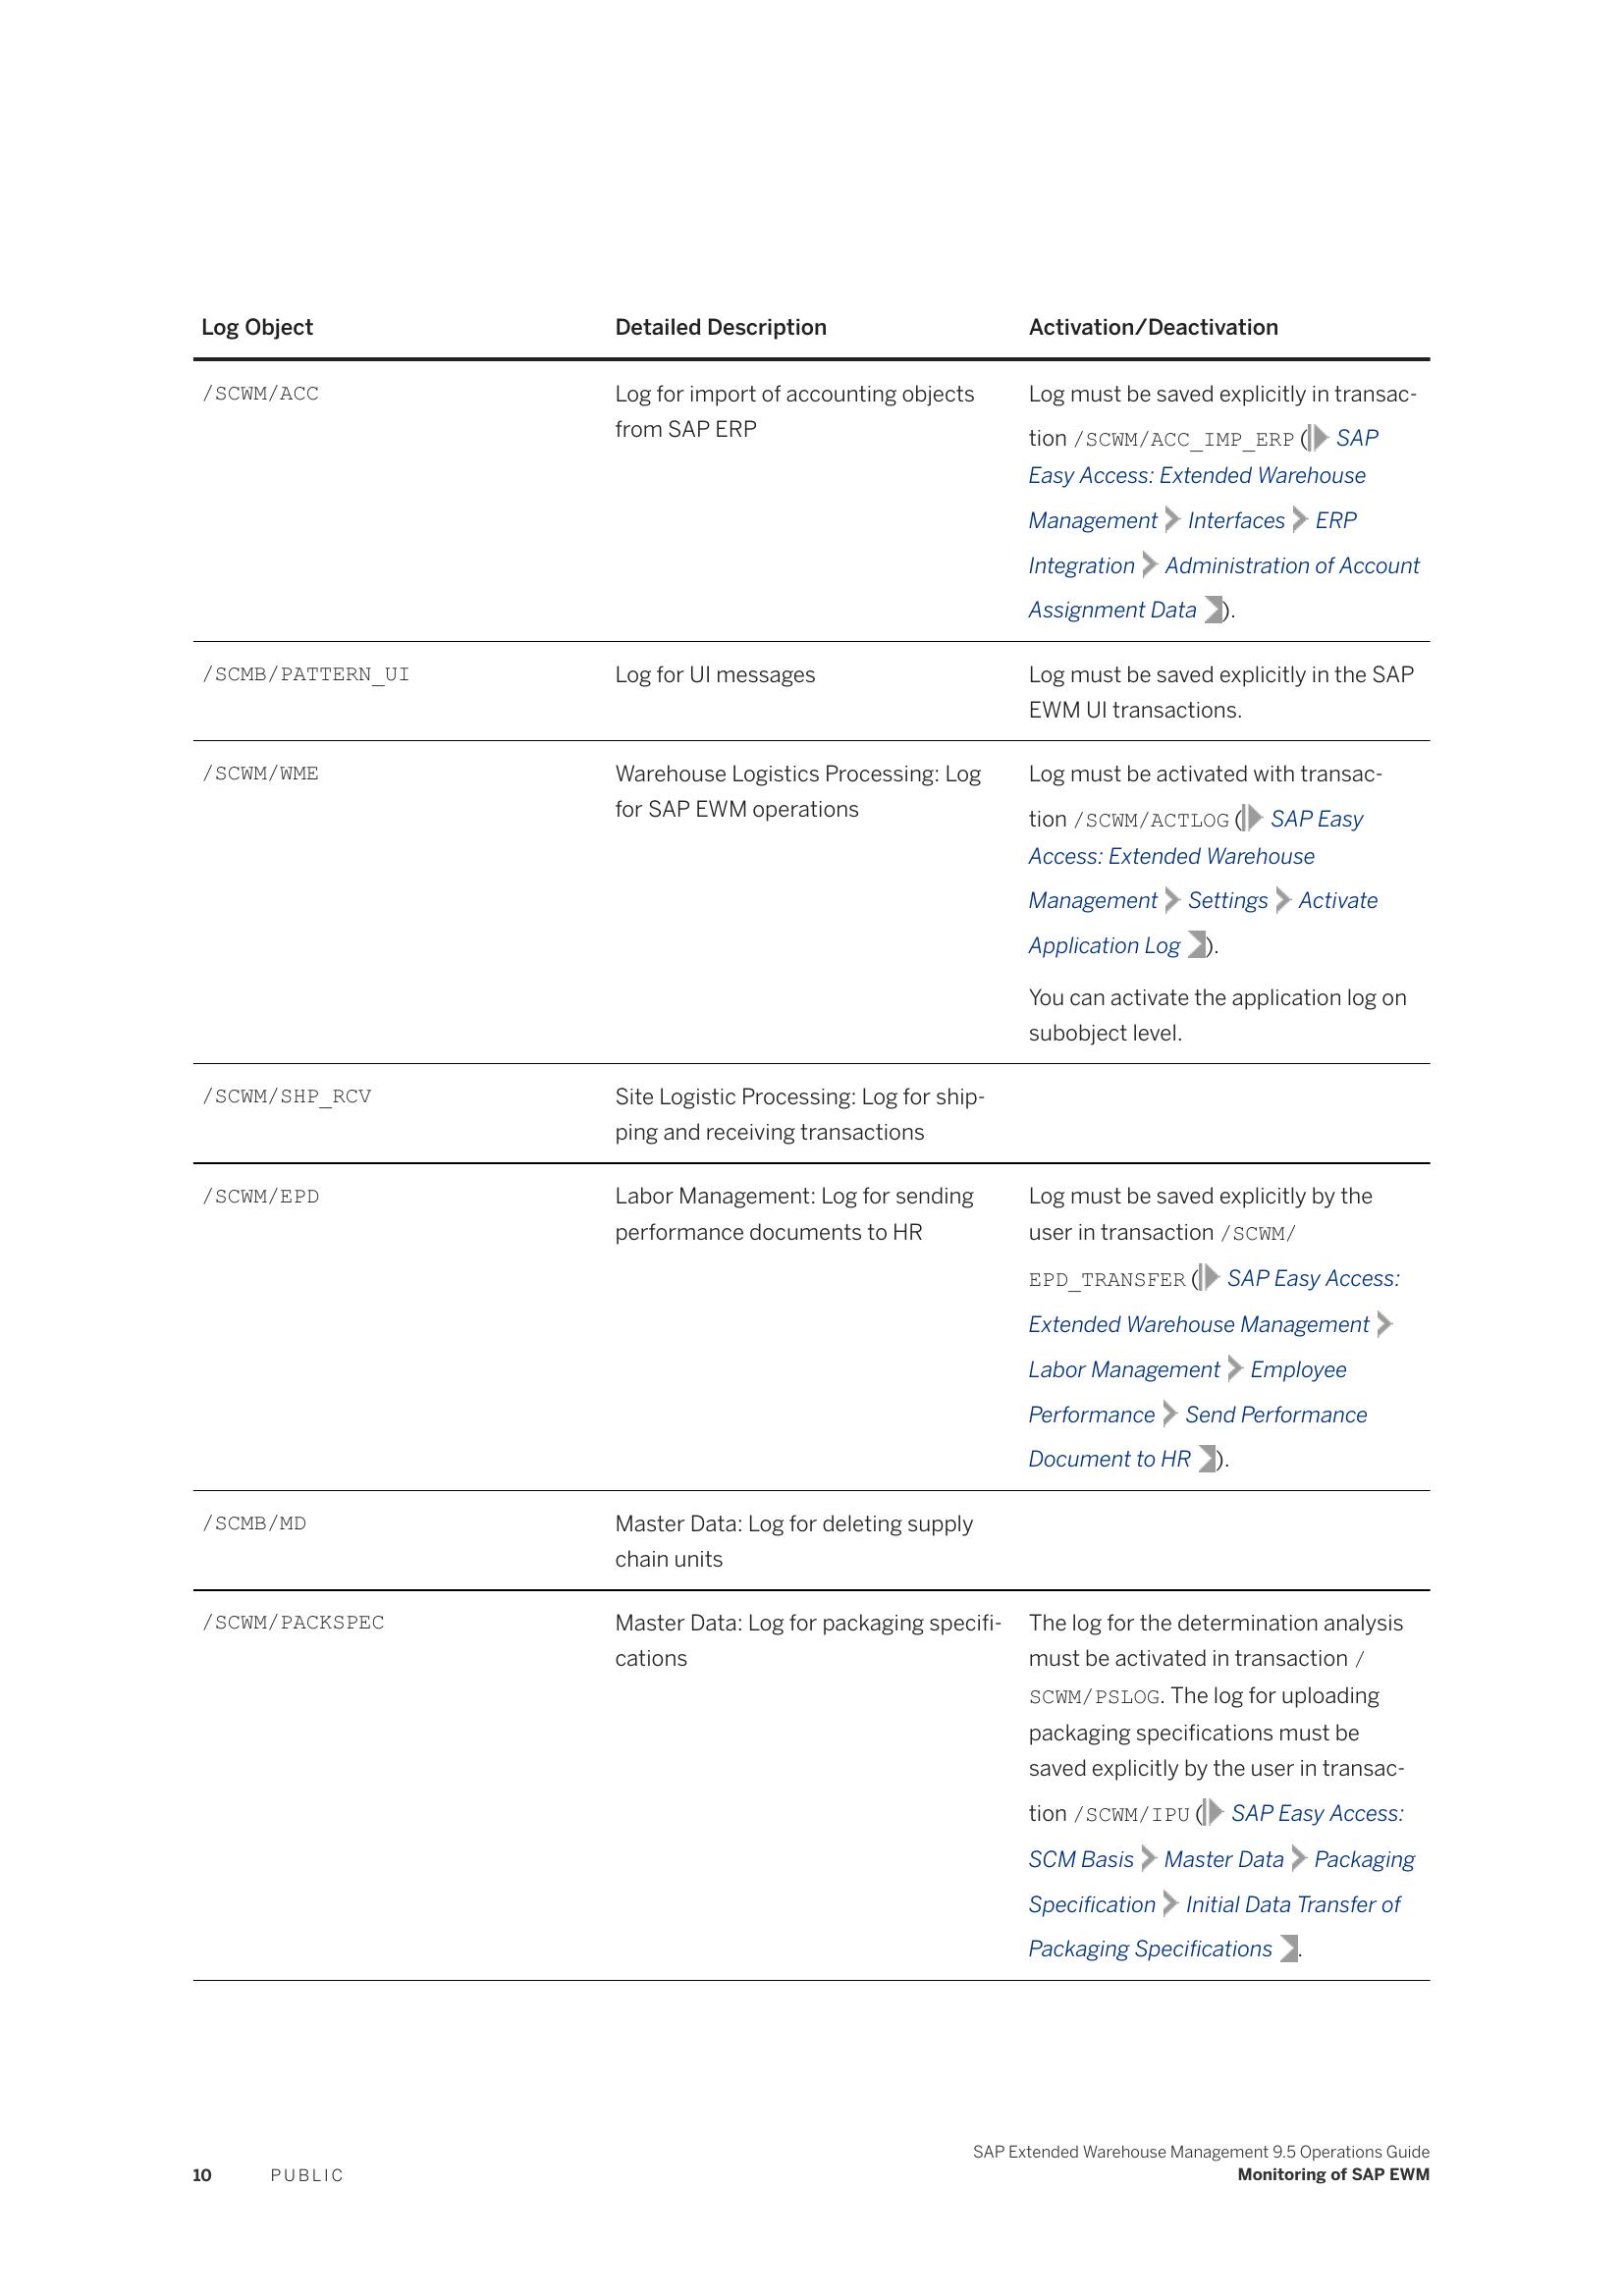 Log Object Detailed Description Activation/Deactivation
/SCWM/ACC
Log for import of accounting objects
from SAP ERP
Log must be saved explicitly in transac-
tion /SCWM/ACC_IMP_ERP ( SAP
Easy Access: Extended Warehouse
Management Interfaces ERP
Integration Administration of Account
Assignment Data ).
/SCMB/PATTERN_UI
Log for UI messages
Log must be saved explicitly in the SAP
EWM UI transactions.
/SCWM/WME
Warehouse Logistics Processing: Log
for SAP EWM operations
Log must be activated with transac-
tion /SCWM/ACTLOG ( SAP Easy
Access: Extended Warehouse
Management Settings Activate
Application Log ).
You can activate the application log on
subobject level.
/SCWM/SHP_RCV
Site Logistic Processing: Log for ship-
ping and receiving transactions
/SCWM/EPD
Labor Management: Log for sending
performance documents to HR
Log must be saved explicitly by the
user in transaction /SCWM/
EPD_TRANSFER ( SAP Easy Access:
Extended Warehouse Management
Labor Management Employee
Performance Send Performance
Document to HR ).
/SCMB/MD
Master Data: Log for deleting supply
chain units
/SCWM/PACKSPEC
Master Data: Log for packaging specifi-
cations
The log for the determination analysis
must be activated in transaction /
SCWM/PSLOG. The log for uploading
packaging specifications must be
saved explicitly by the user in transac-
tion /SCWM/IPU ( SAP Easy Access:
SCM Basis Master Data Packaging
Specification Initial Data Transfer of
Packaging Specifications .
SAP Extended Warehouse Management 9.5 Operations Guide
10 PUBLIC Monitoring of SAP EWM